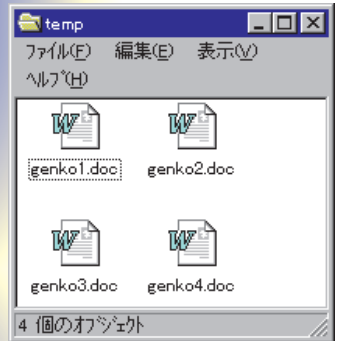 temp
ﾌｧｲﾙ(F) 編集(E) 表示(V)
ﾍﾙﾌﾟ(H)
genko1.doc genko2.doc
genko3.doc genko4.doc
4 個のｵﾌﾞｼﾞｪｸﾄ